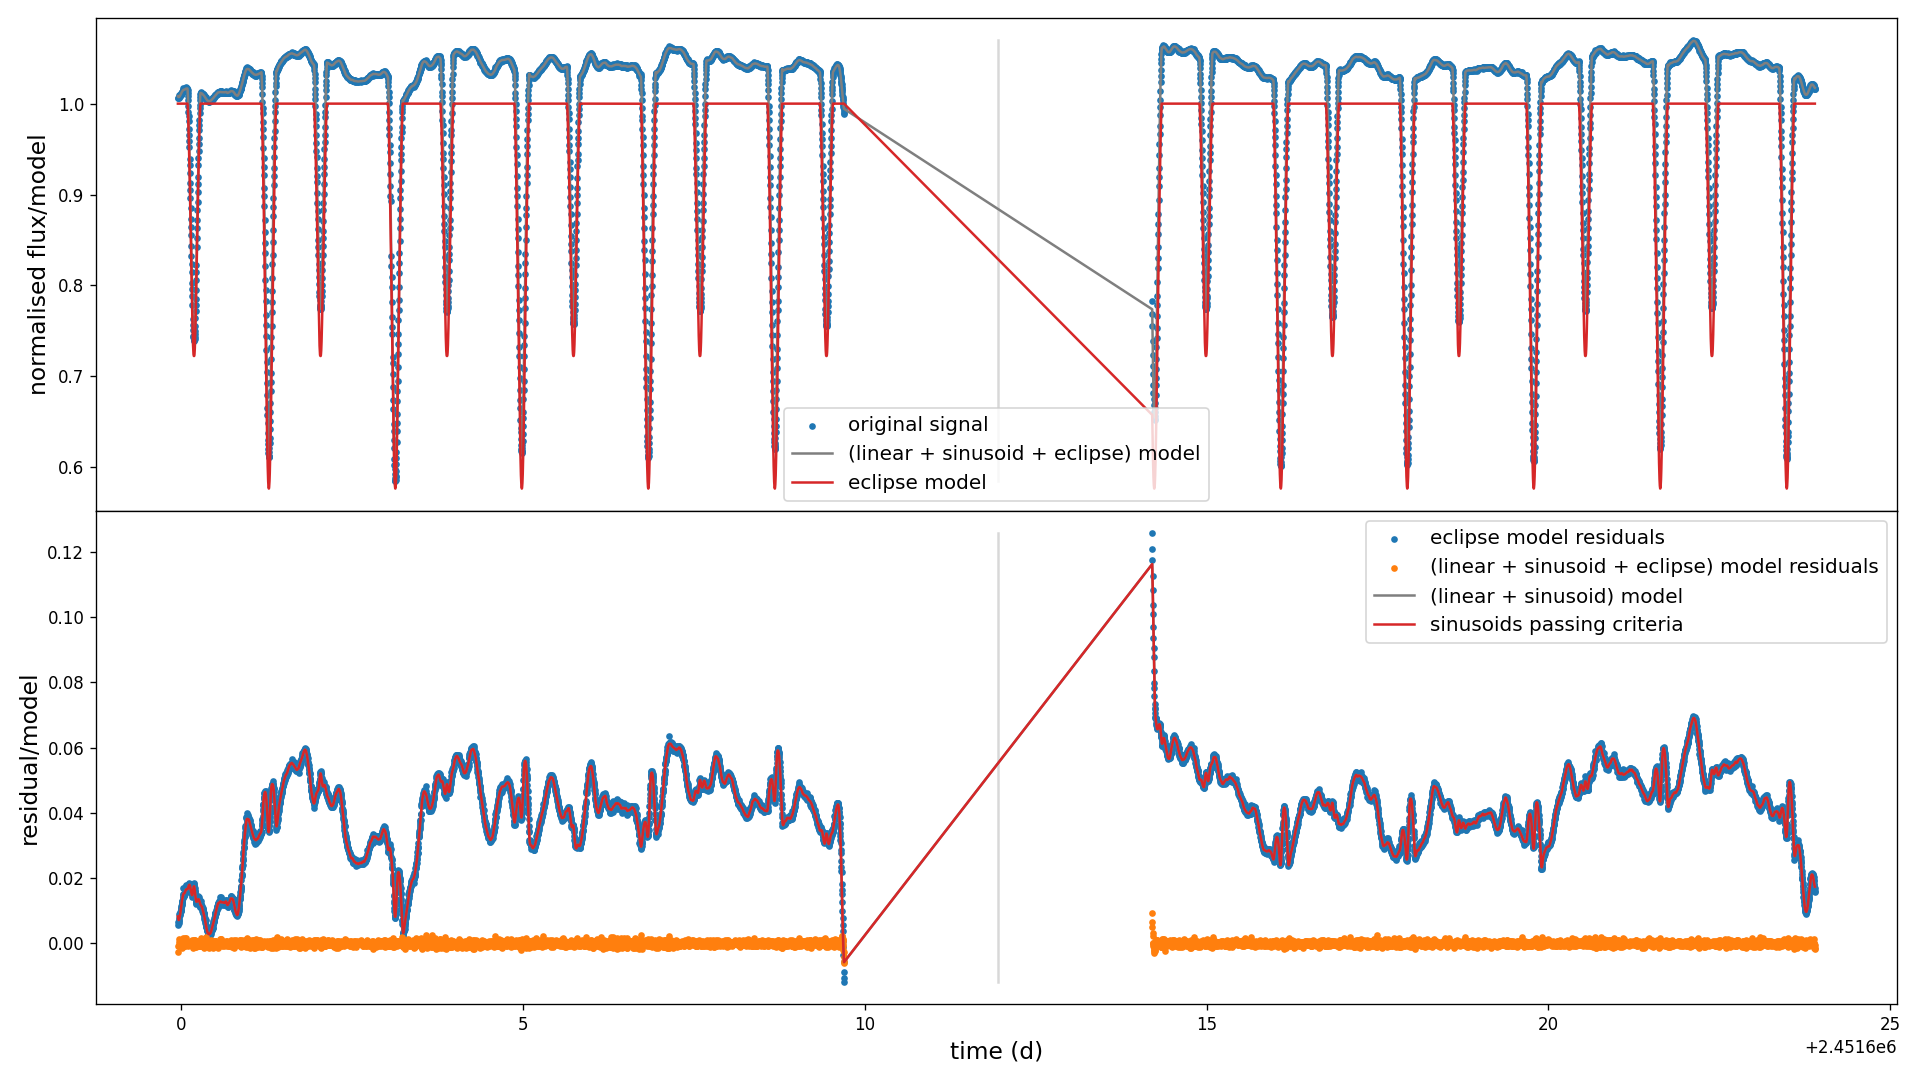 normalised flux/model
1.0
0.9
0.8
0.7
0.6
original signal
(linear + sinusoid + eclipse) model
eclipse model
residual/model
0.12
0.10
0.08
0.06
0.04
0.02
0.00
eclipse model residuals
(linear + sinusoid + eclipse) model residuals
(linear + sinusoid) model
sinusoids passing criteria
0 5 10 15 20 25
time (d)
+2.4516e6